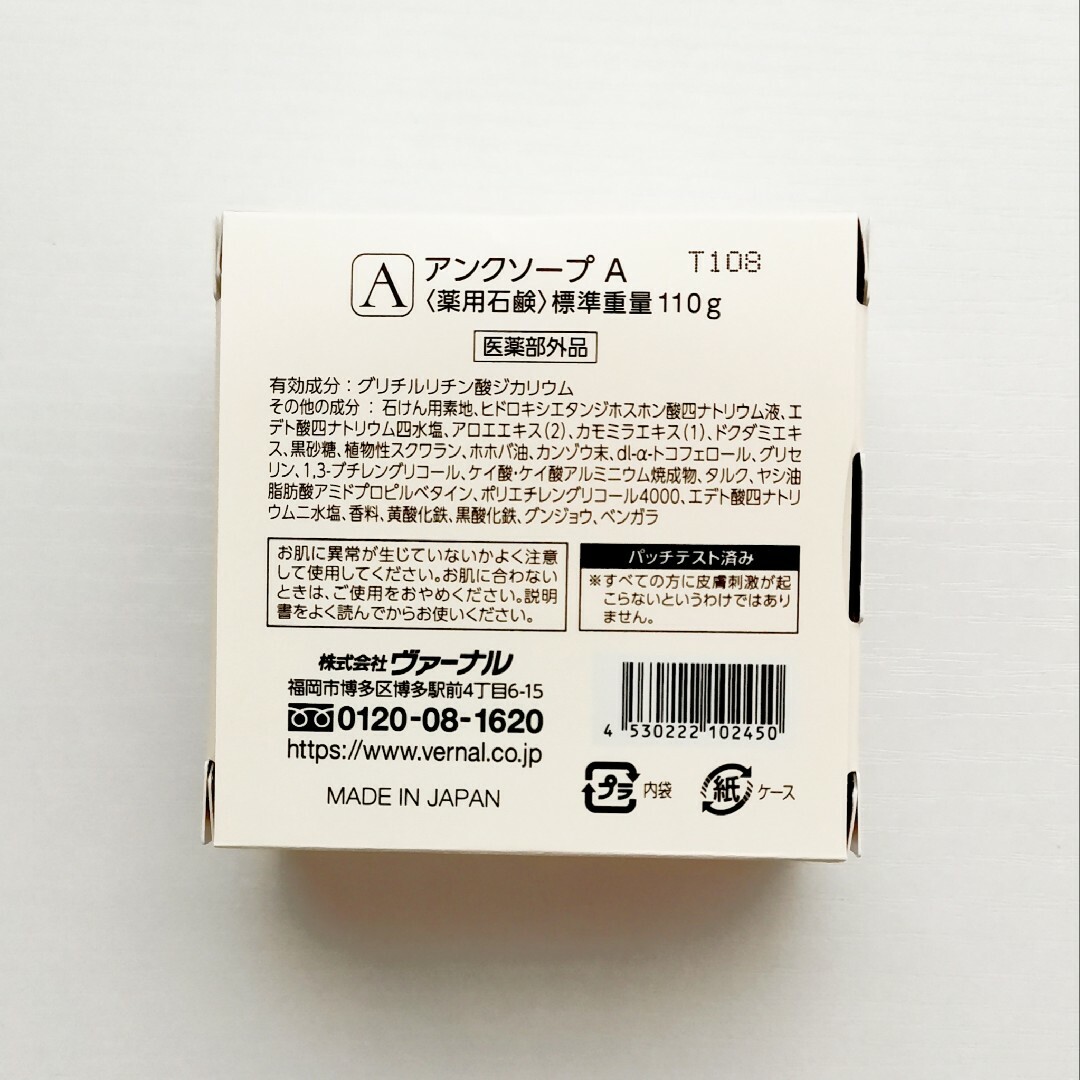 A アンクソープ A T108
〈薬用石鹸〉標準重量110g
医薬部外品
有効成分：グリチルリチン酸ジカリウム
その他の成分：石けん用素地、ヒドロキシエタンジホスホン酸四ナトリウム液、エ
デト酸四ナトリウム四水塩、アロエエキス(2)、カモミラエキス(1)、ドクダミエキ
ス、黒砂糖、植物性スクワラン、ホホバ油、カンゾウ末、dl-α-トコフェロール、グリセ
リン、1,3-ブチレングリコール、ケイ酸・ケイ酸アルミニウム焼成物、タルク、ヤシ油
脂肪酸アミドプロピルベタイン、ポリエチレングリコール4000、エデト酸四ナトリ
ウム二水塩、香料、黄酸化鉄、黒酸化鉄、グンジョウ、ベンガラ
お肌に異常が生じていないかよく注意
して使用してください。お肌に合わない
ときは、ご使用をおやめください。説明
書をよく読んでからお使いください。
パッチテスト済み
※すべての方に皮膚刺激が起
こらないというわけではあり
ません。
株式会社ヴァーナル
福岡市博多区博多駅前4丁目6-15
0120-08-1620
https://www.vernal.co.jp
MADE IN JAPAN
4 530222 102450
プラ 内袋
紙 ケース